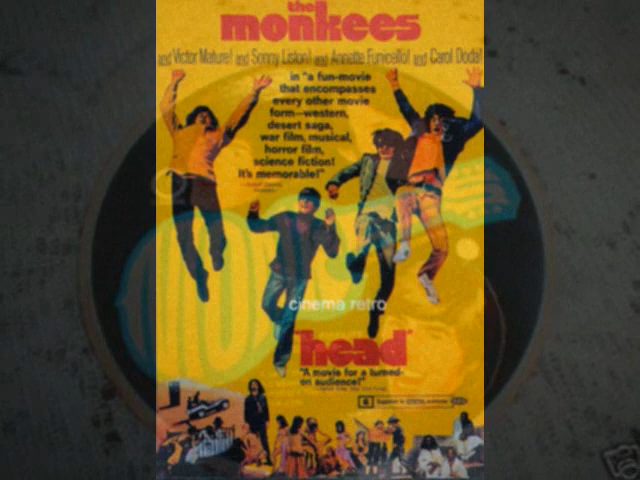 the
monkees
and Victor Mature! and Sonny Liston! and Annette Funicello! and Carol Doda!
in "a fun-movie
that encompasses
every other movie
form—western,
desert saga,
war film, musical,
horror film,
science fiction!
It's memorable!"
cinema retro
head
"A movie for a turned-
on audience!"